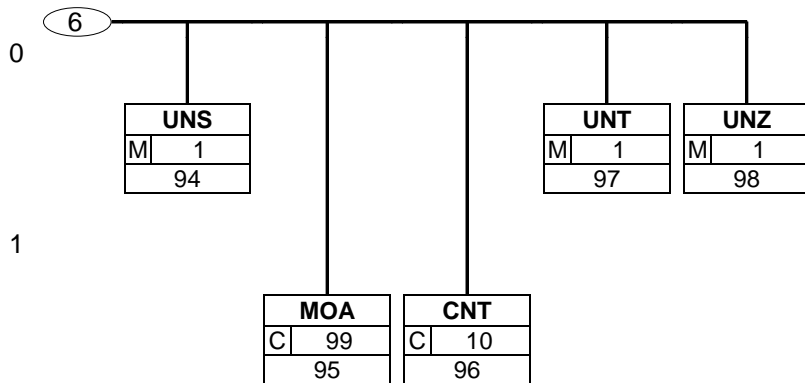 6
0
UNS UNT UNZ
M 1 M 1 M 1
94 97 98
1
MOA CNT
C 99 C 10
95 96